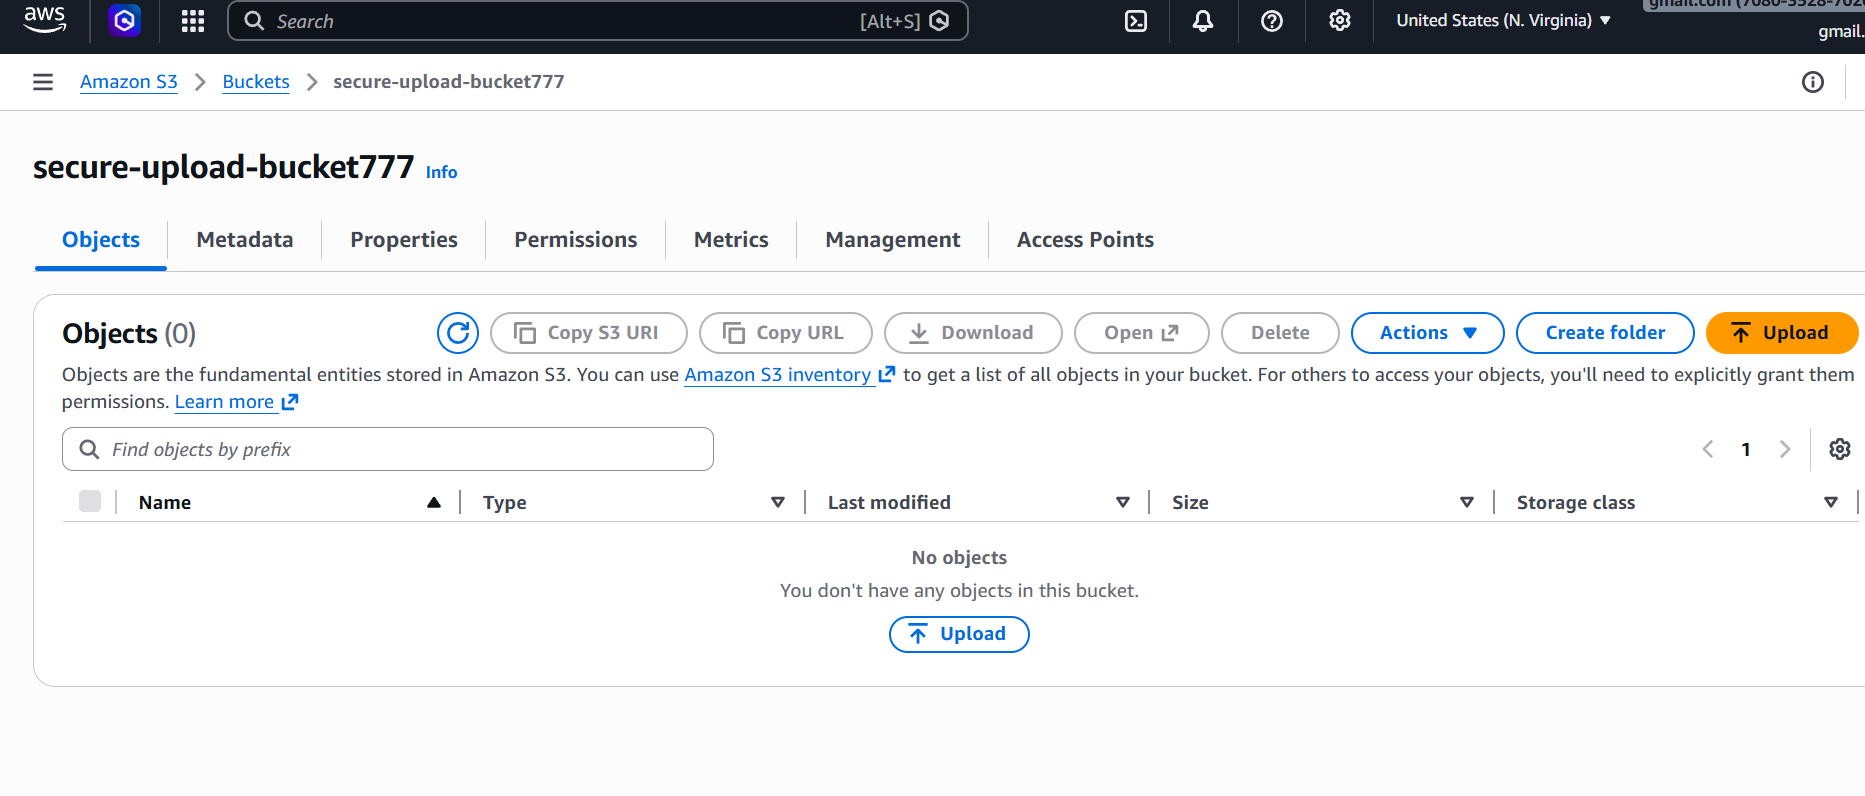 aws
Search
[Alt+S]
United States (N. Virginia)
gmail.
Amazon S3
Buckets
secure-upload-bucket777
secure-upload-bucket777 Info
Objects Metadata Properties Permissions Metrics Management Access Points
Objects (0)
Copy S3 URI
Copy URL
Download
Open
Delete
Actions
Create folder
Upload
Objects are the fundamental entities stored in Amazon S3. You can use Amazon S3 inventory to get a list of all objects in your bucket. For others to access your objects, you'll need to explicitly grant them
permissions. Learn more
Find objects by prefix
1
Name Type Last modified Size Storage class
No objects
You don't have any objects in this bucket.
Upload